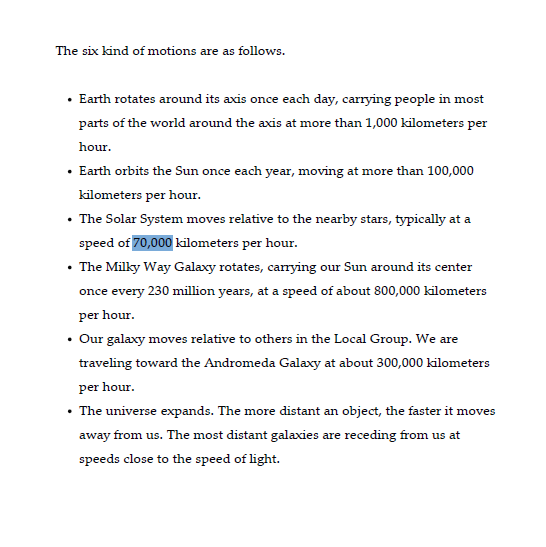 The six kind of motions are as follows.
• Earth rotates around its axis once each day, carrying people in most
parts of the world around the axis at more than 1,000 kilometers per
hour.
• Earth orbits the Sun once each year, moving at more than 100,000
kilometers per hour.
• The Solar System moves relative to the nearby stars, typically at a
speed of 70,000 kilometers per hour.
• The Milky Way Galaxy rotates, carrying our Sun around its center
once every 230 million years, at a speed of about 800,000 kilometers
per hour.
• Our galaxy moves relative to others in the Local Group. We are
traveling toward the Andromeda Galaxy at about 300,000 kilometers
per hour.
• The universe expands. The more distant an object, the faster it moves
away from us. The most distant galaxies are receding from us at
speeds close to the speed of light.